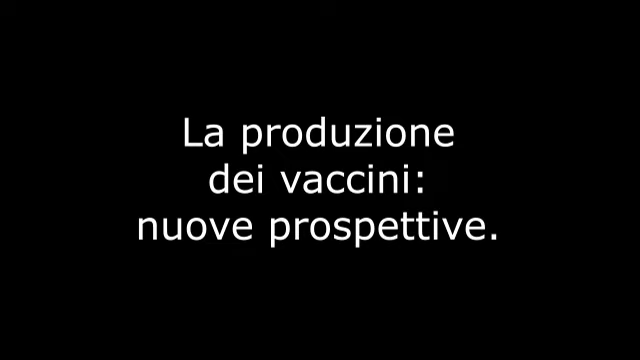 La produzione
dei vaccini:
nuove prospettive.